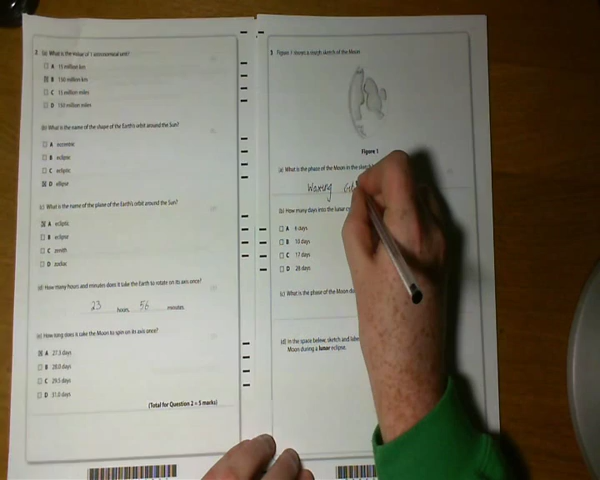 2 (a) What is the value of 1 astronomical unit?
A 15 million km
B 150 million km
C 15 million miles
D 150 million miles
(b) What is the name of the shape of the Earth's orbit around the Sun?
A eccentric
B eclipse
C ecliptic
D ellipse
(c) What is the name of the plane of the Earth's orbit around the Sun?
A ecliptic
B eclipse
C zenith
D zodiac
(d) How many hours and minutes does it take the Earth to rotate on its axis once?
23 hours, 56 minutes
(e) How long does it take the Moon to spin on its axis once?
A 27.3 days
B 28.0 days
C 29.5 days
D 31.0 days
(Total for Question 2 = 5 marks)
3 Figure 1 shows a rough sketch of the Moon
Figure 1
(a) What is the phase of the Moon in the sketch
Waxing
(b) How many days into the lunar
A 6 days
B 10 days
C 17 days
D 28 days
(c) What is the phase of the Moon
(d) In the space below, sketch and label
Moon during a lunar eclipse.